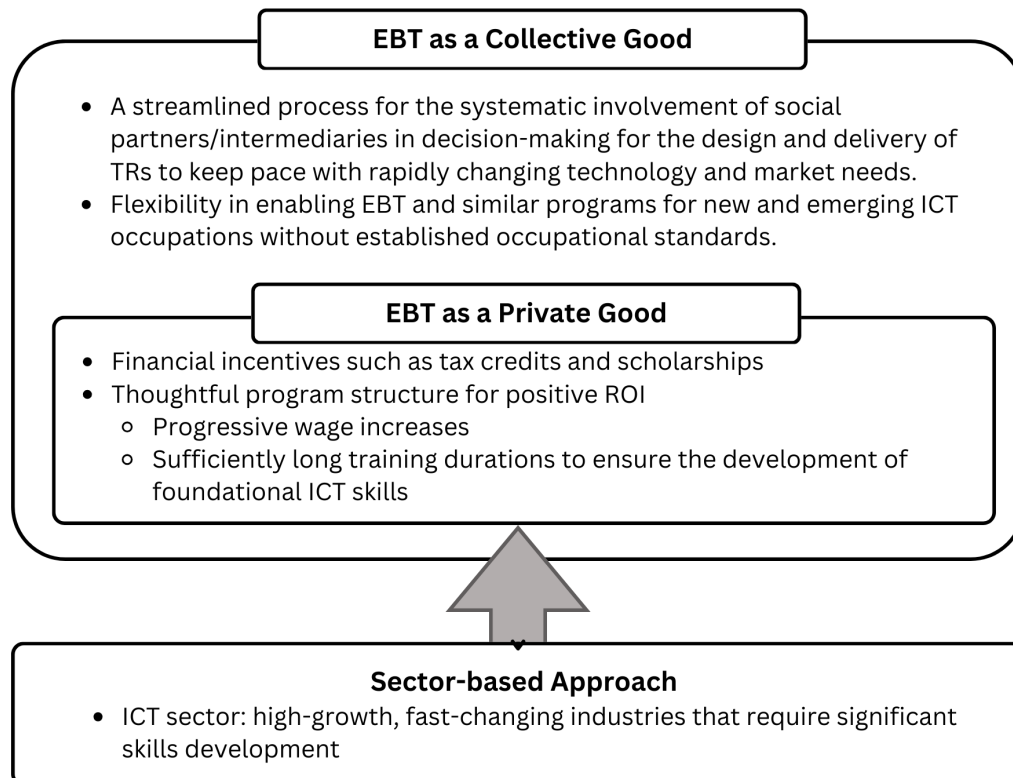 EBT as a Collective Good
• A streamlined process for the systematic involvement of social
partners/intermediaries in decision-making for the design and delivery of
TRs to keep pace with rapidly changing technology and market needs.
• Flexibility in enabling EBT and similar programs for new and emerging ICT
occupations without established occupational standards.
EBT as a Private Good
• Financial incentives such as tax credits and scholarships
• Thoughtful program structure for positive ROI
◦ Progressive wage increases
◦ Sufficiently long training durations to ensure the development of
foundational ICT skills
Sector-based Approach
• ICT sector: high-growth, fast-changing industries that require significant
skills development